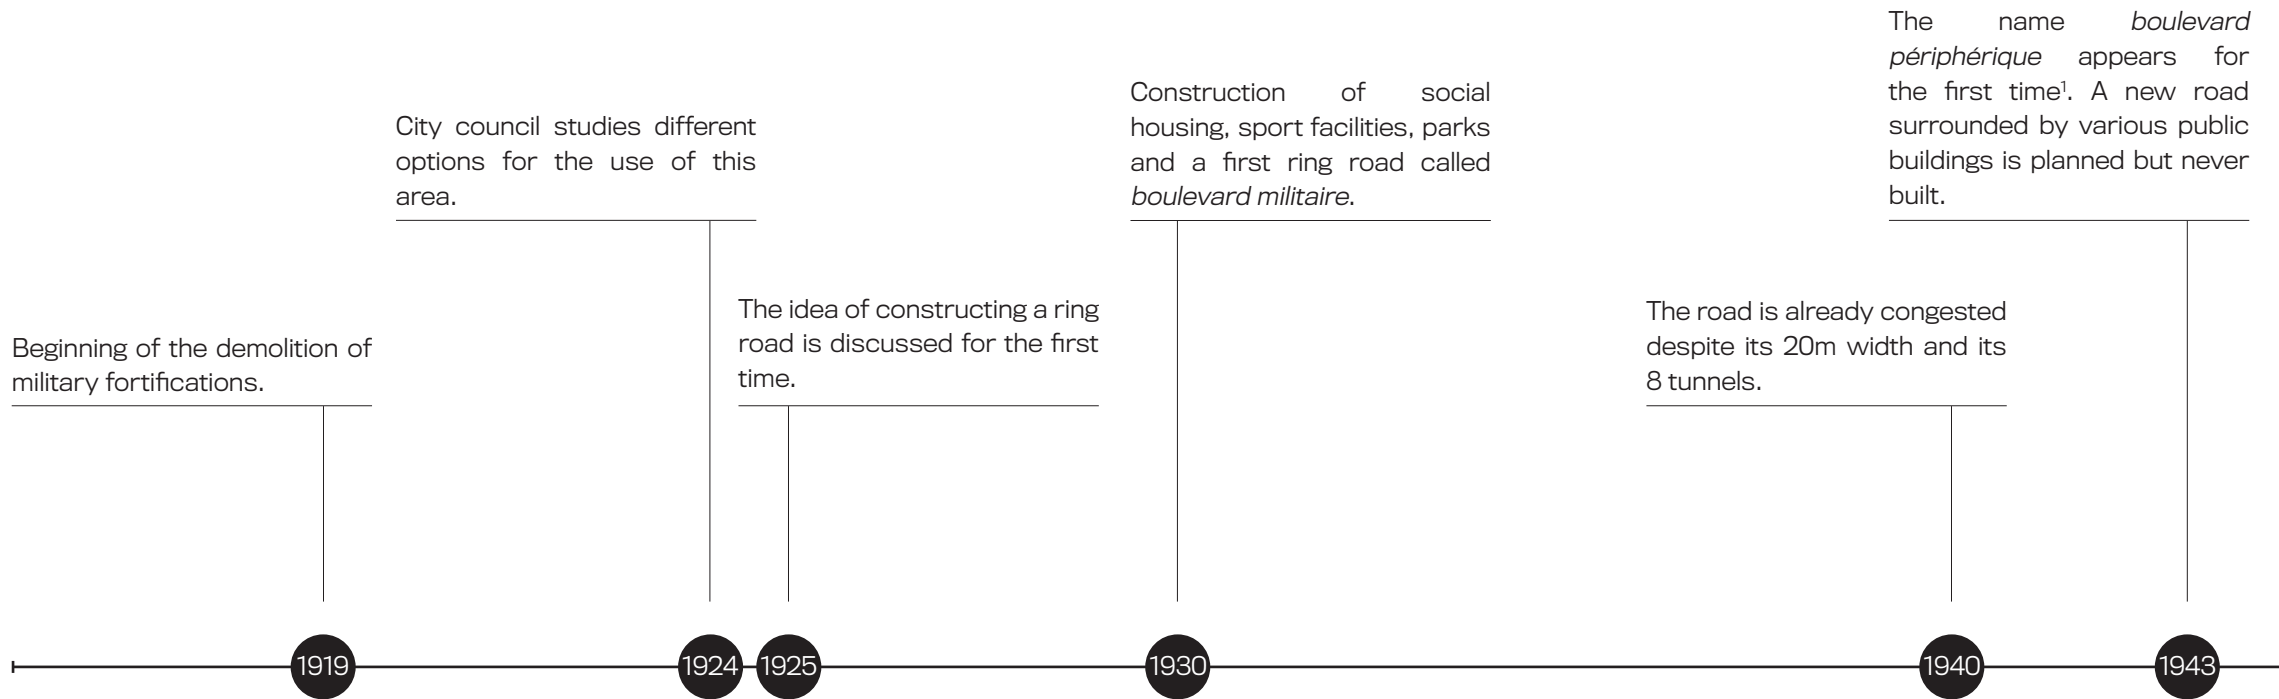 Beginning of the demolition of
military fortifications.
City council studies different
options for the use of this
area.
The idea of constructing a ring
road is discussed for the first
time.
Construction of social
housing, sport facilities, parks
and a first ring road called
boulevard militaire.
The road is already congested
despite its 20m width and its
8 tunnels.
The name boulevard
périphérique appears for
the first time¹. A new road
surrounded by various public
buildings is planned but never
built.
1919
1924
1925
1930
1940
1943